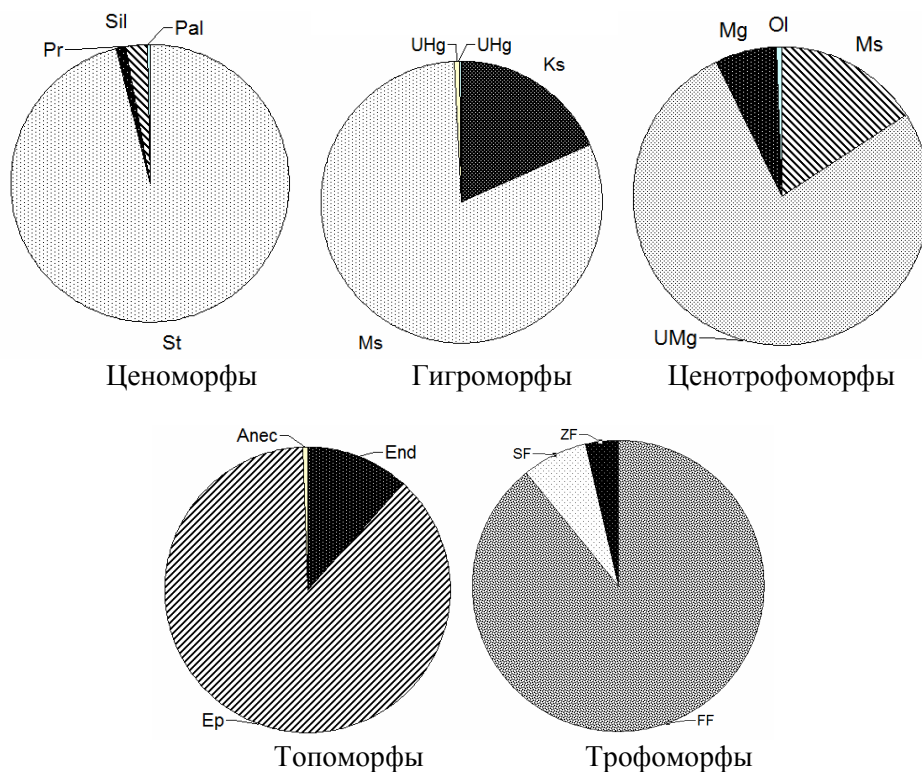 Sil
Pal
Pr
St
Ценоморфы
UHg
UHg
Ks
Ms
Гигроморфы
Mg
Ol
Ms
UMg
Ценотрофоморфы
Anec
End
Ep
Топоморфы
ZF
SF
FF
Трофоморфы